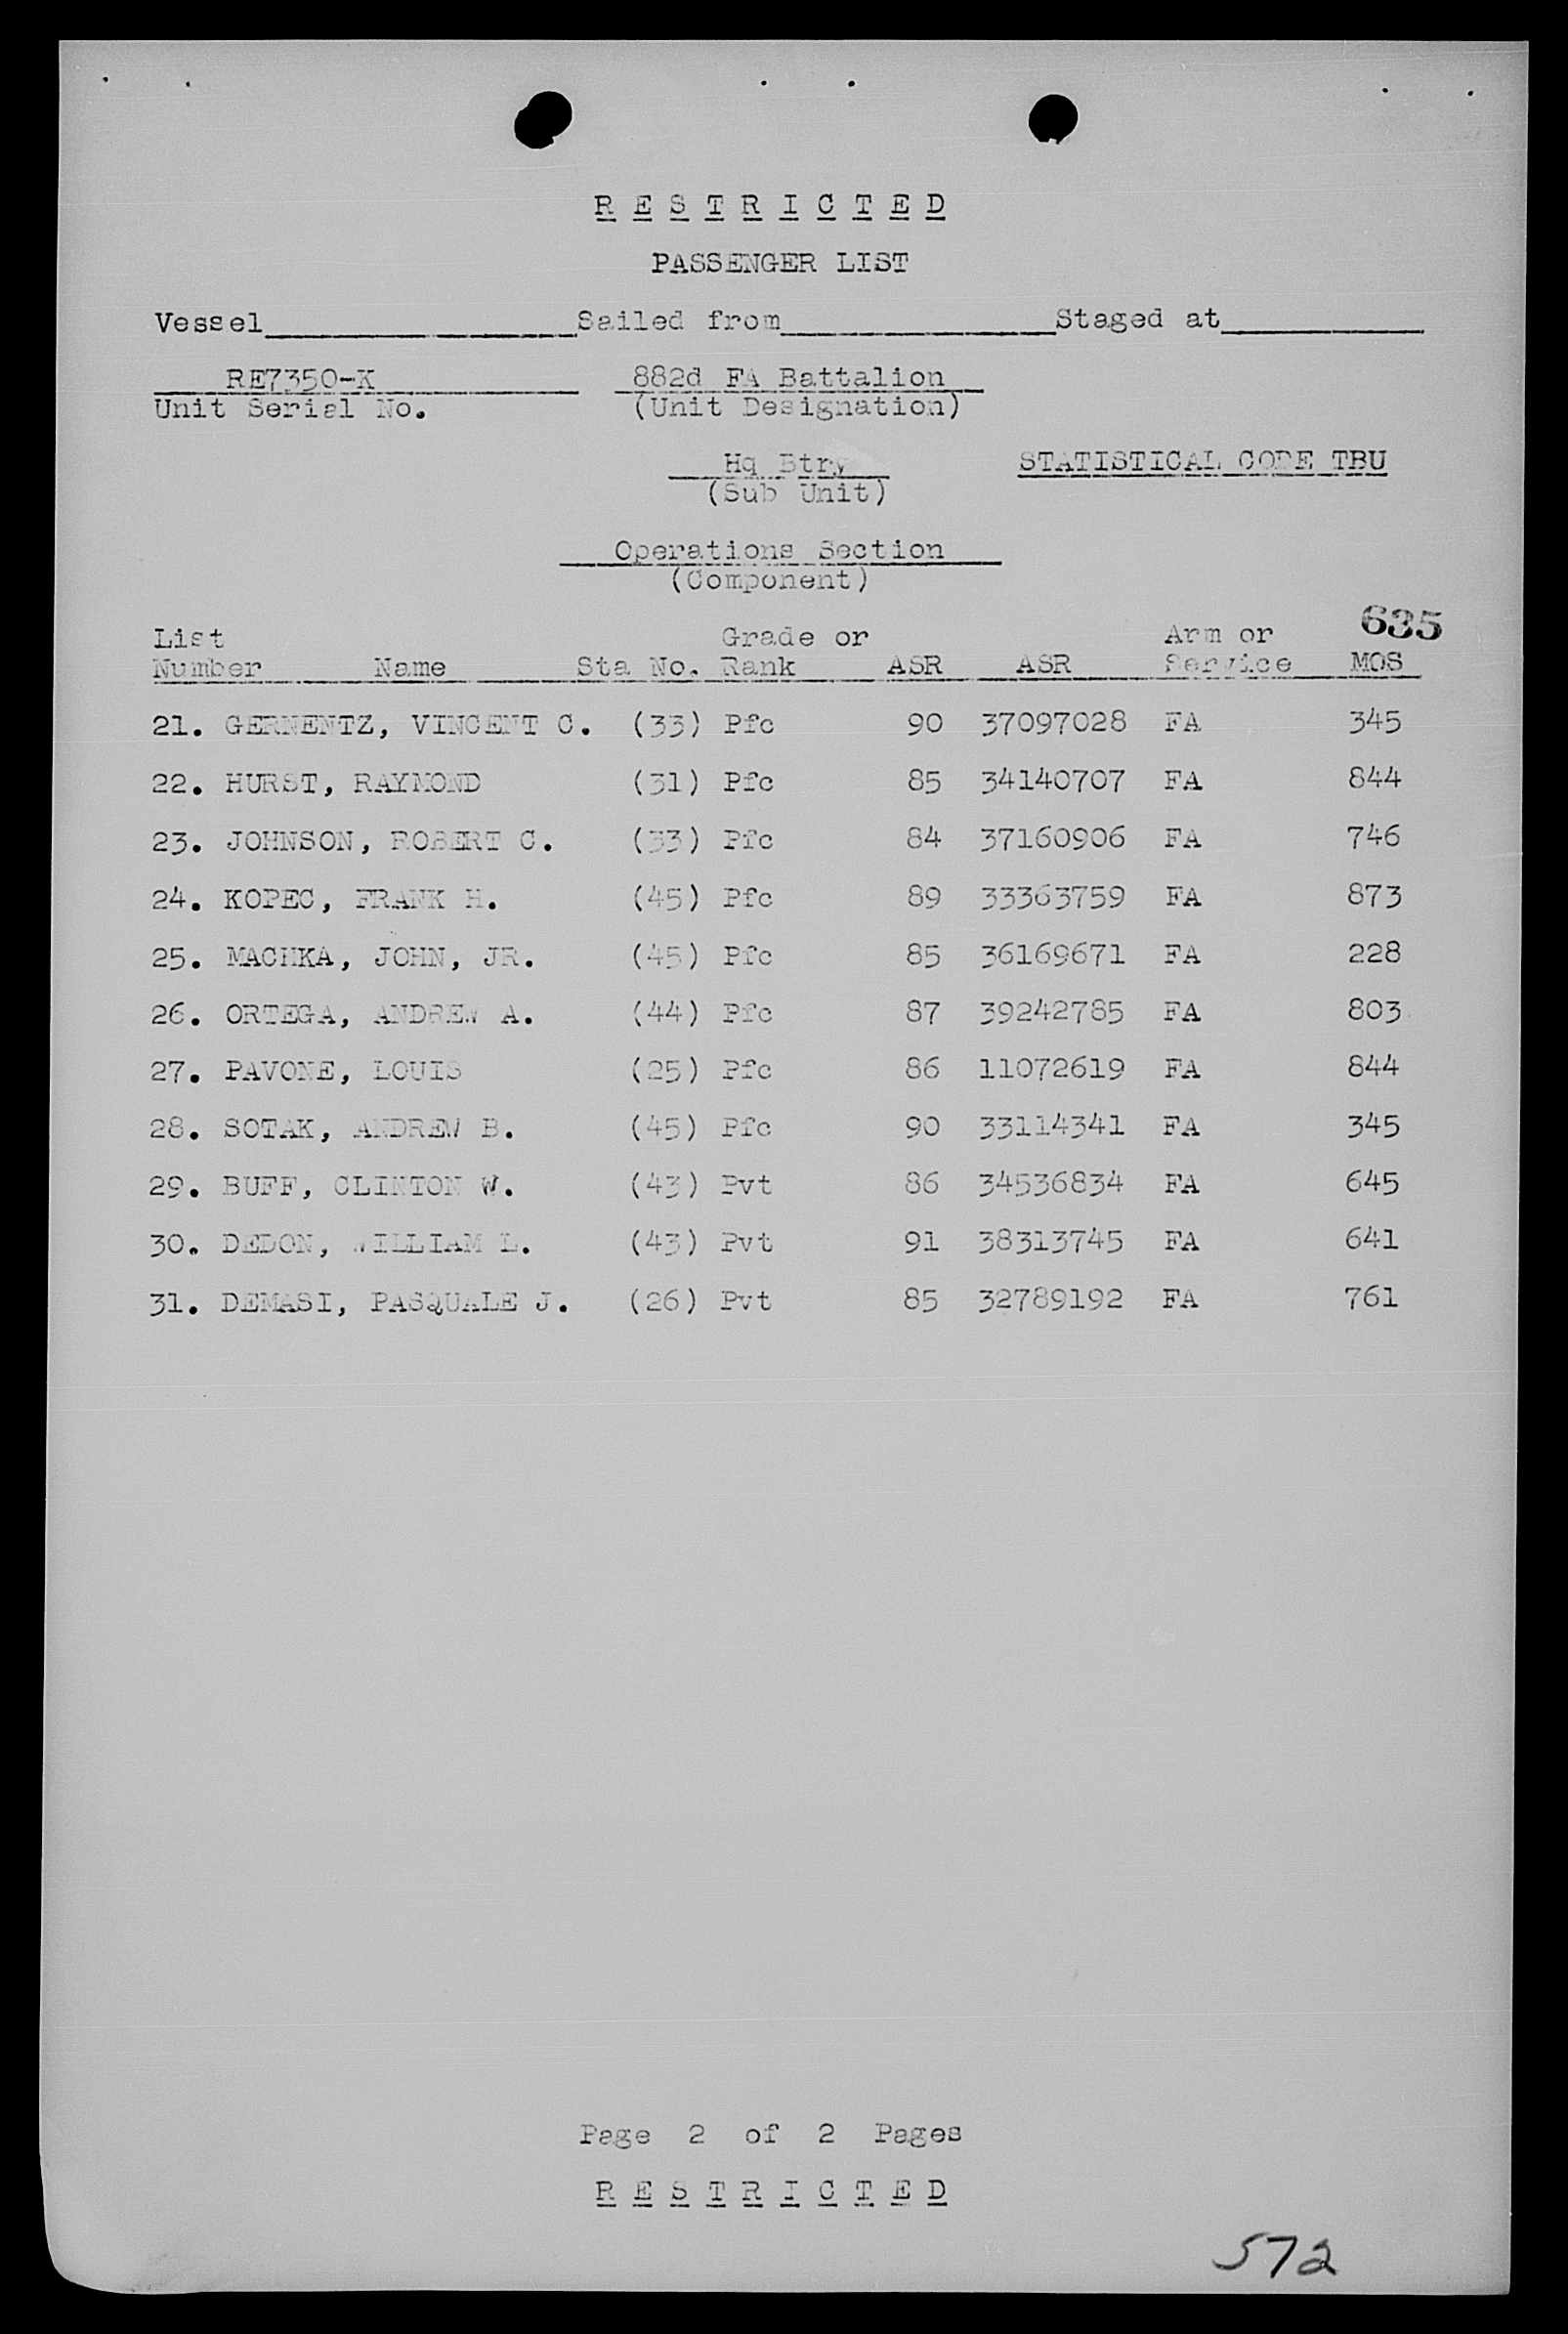 R E S T R I C T E D
PASSENGER LIST
Vessel Sailed from Staged at
RE7350-X 882d FA Battalion
Unit Serial No. (Unit Designation)
Hq Btry STATISTICAL CODE TBU
(Sub Unit)
Operations Section
(Component)
635
List Grade or Arm or
Number Name Sta No. Rank ASR ASR Service MOS
21. GERNENTZ, VINCENT C. (33) Pfc 90 37097028 FA 345
22. HURST, RAYMOND (31) Pfc 85 34140707 FA 844
23. JOHNSON, ROBERT C. (33) Pfc 84 37160906 FA 746
24. KOPEC, FRANK H. (45) Pfc 89 33363759 FA 873
25. MACHKA, JOHN, JR. (45) Pfc 85 36169671 FA 228
26. ORTEGA, ANDREW A. (44) Pfc 87 39242785 FA 803
27. PAVONE, LOUIS (25) Pfc 86 11072619 FA 844
28. SOTAK, ANDREW B. (45) Pfc 90 33114341 FA 345
29. BUFF, CLINTON W. (43) Pvt 86 34536834 FA 645
30. DEDON, WILLIAM L. (43) Pvt 91 38313745 FA 641
31. DEMASI, PASQUALE J. (26) Pvt 85 32789192 FA 761
Page 2 of 2 Pages
R E S T R I C T E D
572